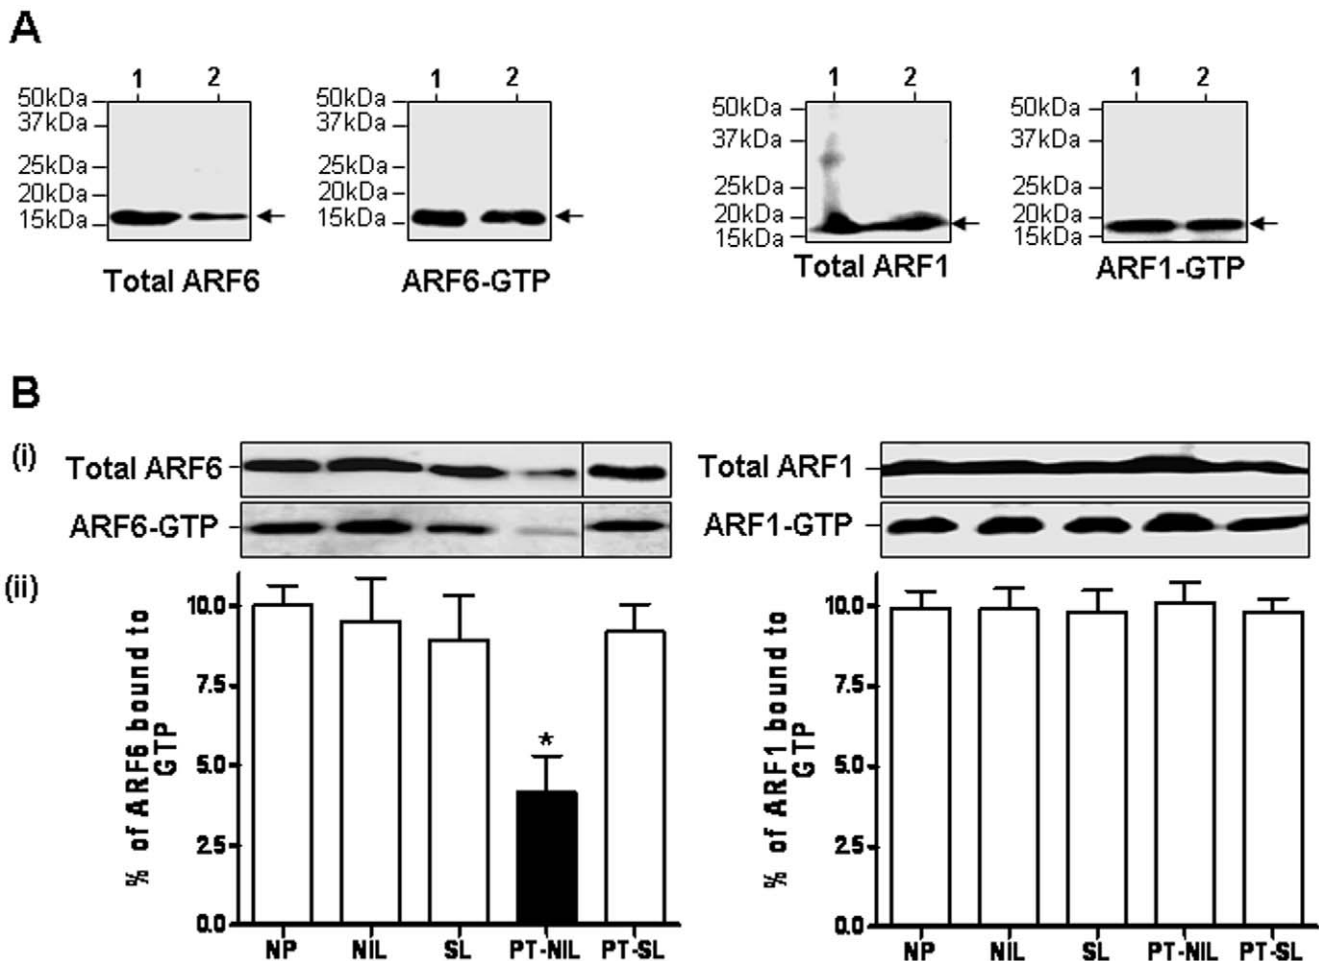 A
1 2
50kDa
37kDa
25kDa
20kDa
15kDa
Total ARF6
1 2
50kDa
37kDa
25kDa
20kDa
15kDa
ARF6-GTP
1 2
50kDa
37kDa
25kDa
20kDa
15kDa
Total ARF1
1 2
50kDa
37kDa
25kDa
20kDa
15kDa
ARF1-GTP
B
(i)
Total ARF6
ARF6-GTP
Total ARF1
ARF1-GTP
(ii)
% of ARF6 bound to
GTP
10.0
7.5
5.0
2.5
0.0
*
NP NIL SL PT-NIL PT-SL
% of ARF1 bound to
GTP
10.0
7.5
5.0
2.5
0.0
NP NIL SL PT-NIL PT-SL